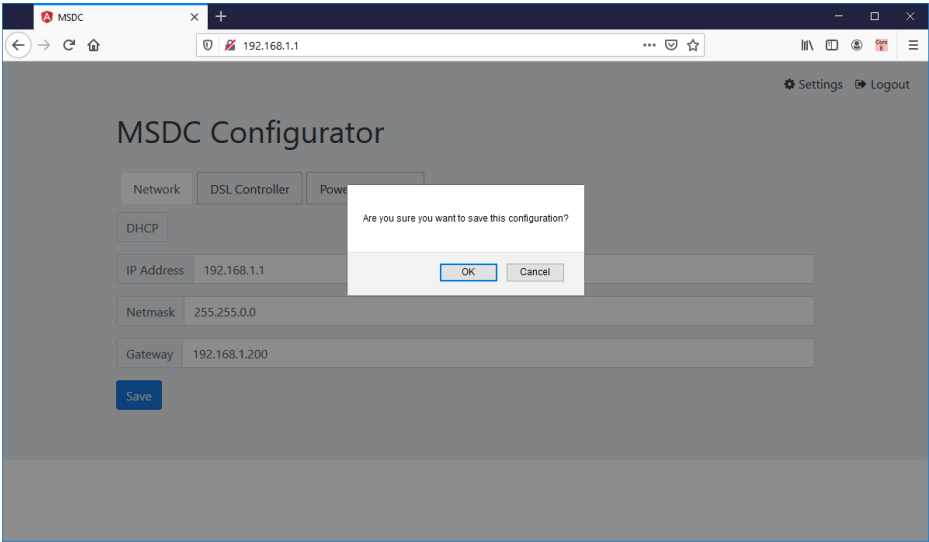 MSDC
192.168.1.1
Settings Logout
MSDC Configurator
Network DSL Controller Powe
Are you sure you want to save this configuration?
OK Cancel
DHCP
IP Address 192.168.1.1
Netmask 255.255.0.0
Gateway 192.168.1.200
Save